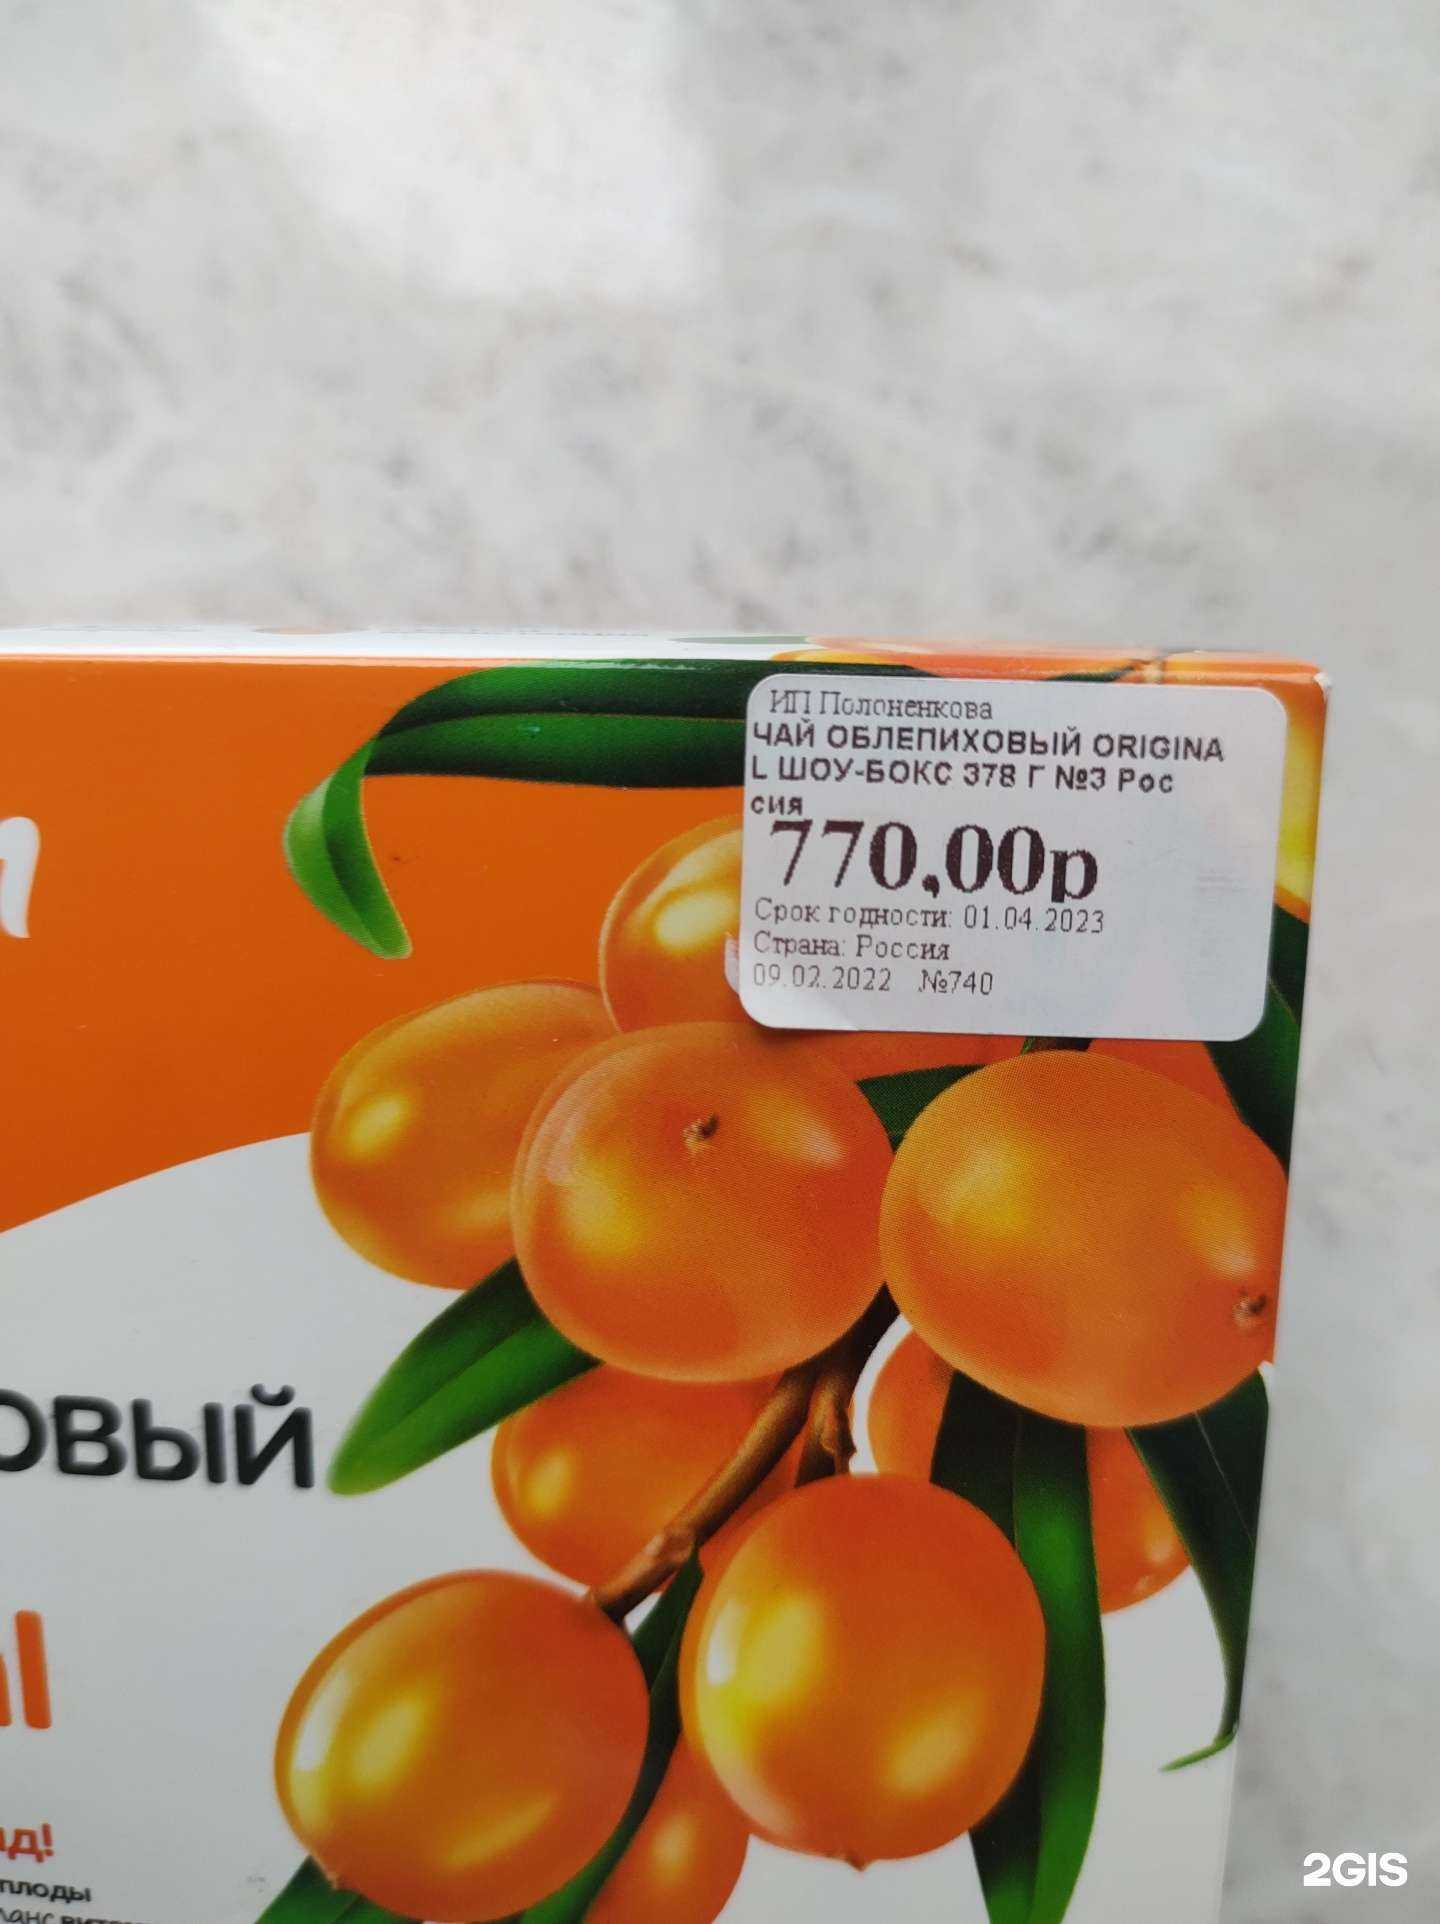 ИП Полоненкова
ЧАЙ ОБЛЕПИХОВЫЙ ORIGINA
L ШОУ-БОКС 378 Г №3 Рос
сия
770,00р
Срок годности: 01.04.2023
Страна: Россия
09.02.2022 №740
овый
al
д!
плоды
2GIS